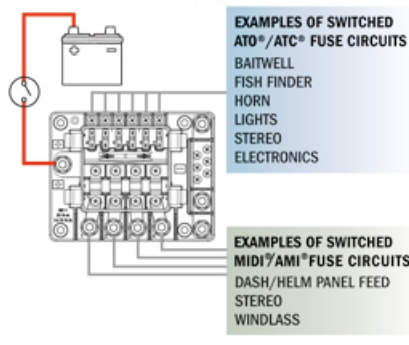 EXAMPLES OF SWITCHED
ATO®/ATC® FUSE CIRCUITS
BAITWELL
FISH FINDER
HORN
LIGHTS
STEREO
ELECTRONICS
EXAMPLES OF SWITCHED
MIDI®/AMI®FUSE CIRCUITS
DASH/HELM PANEL FEED
STEREO
WINDLASS